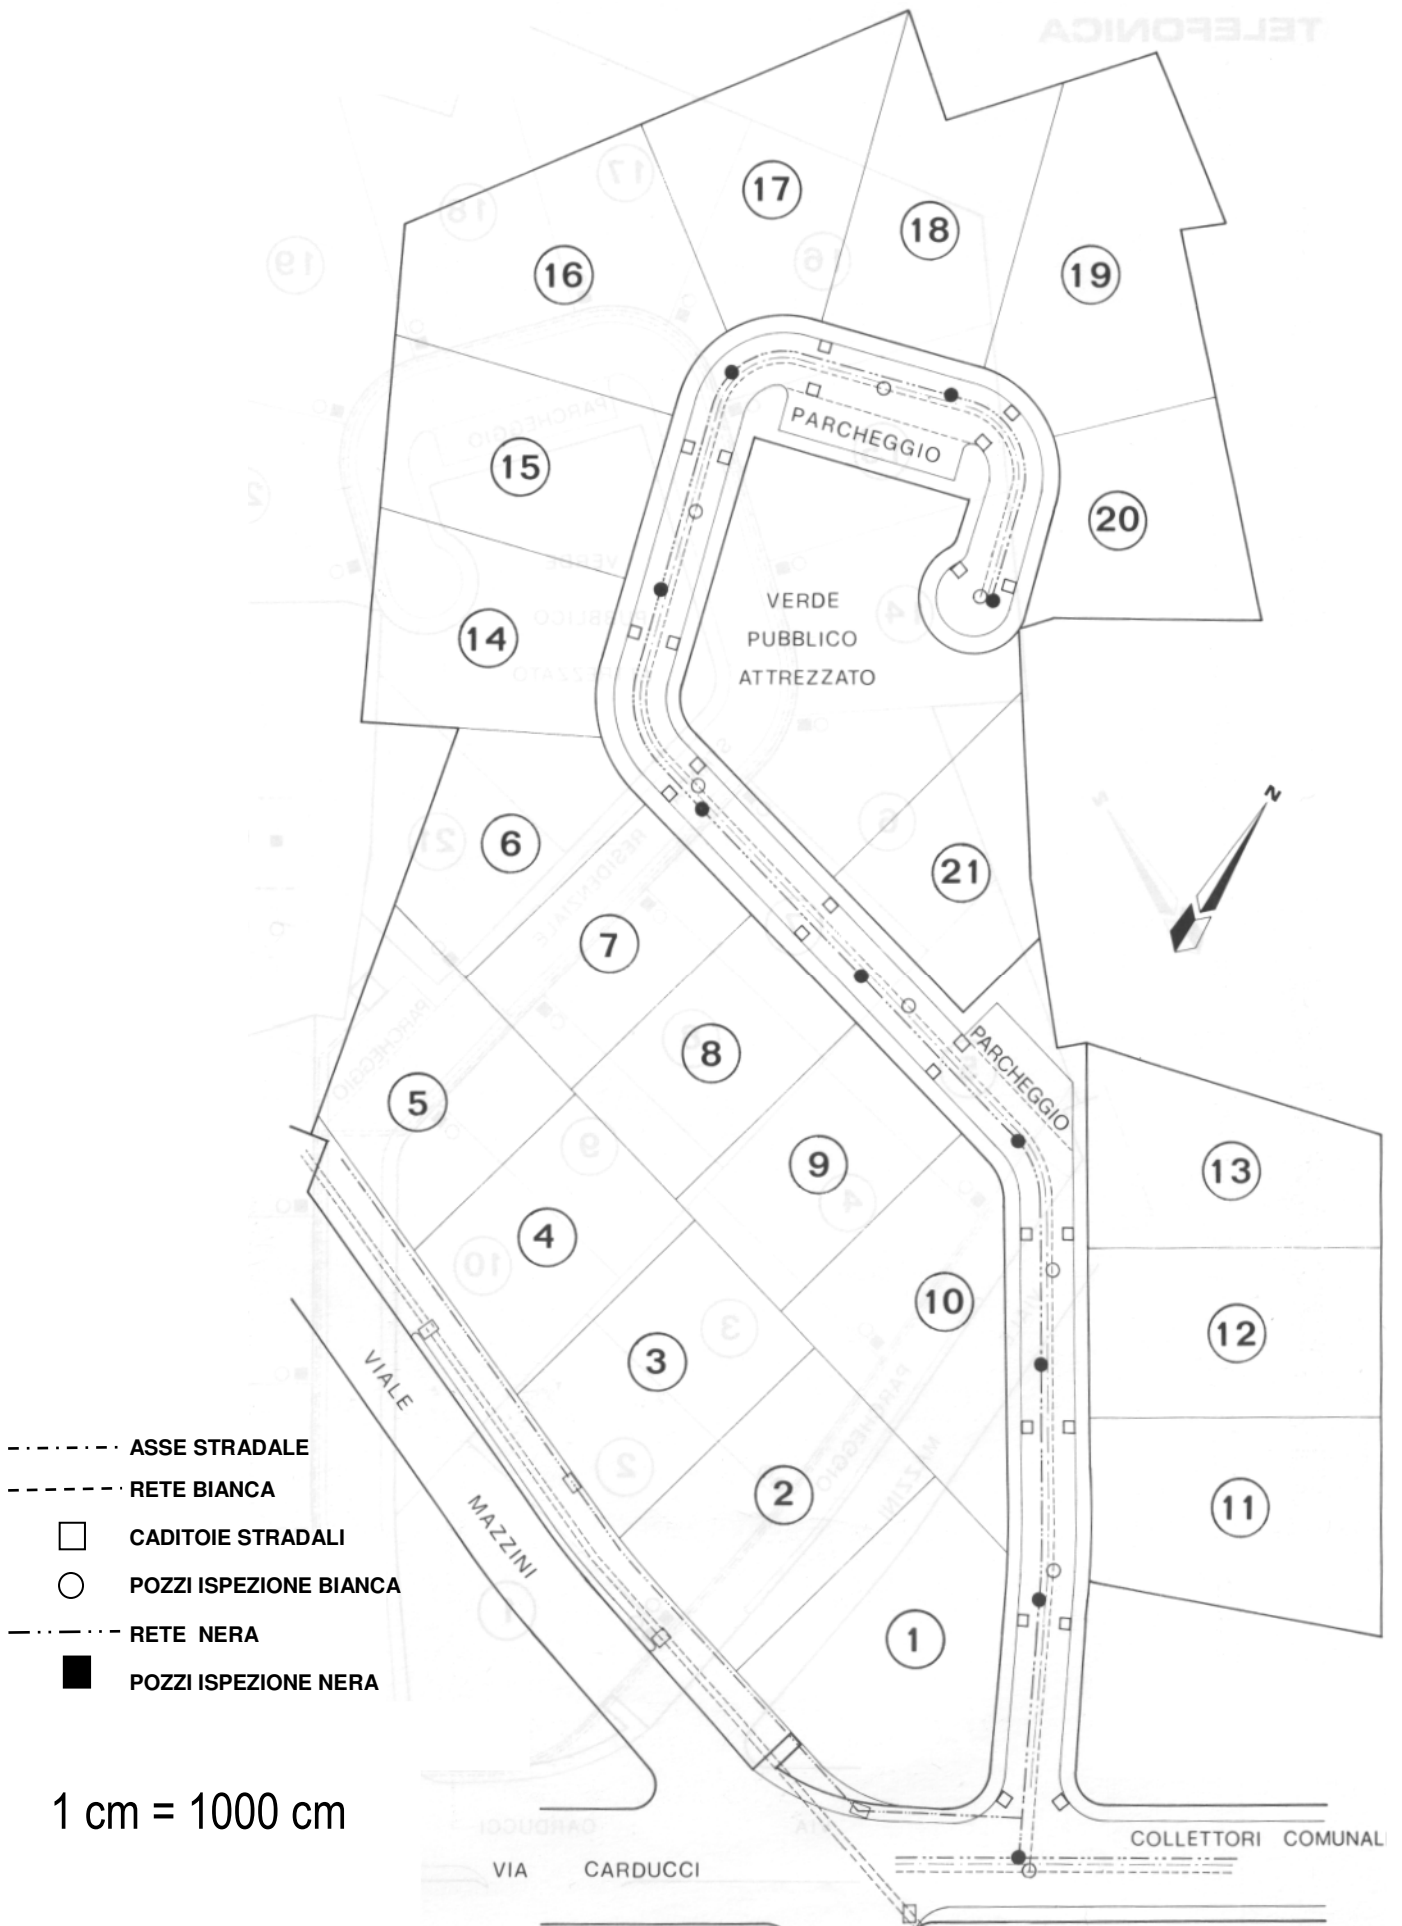 TELEFONICA
17
18
16
19
PARCHEGGIO
15
20
VERDE
PUBBLICO
ATTREZZATO
14
N
6
21
7
8
PARCHEGGIO
5
9
13
4
10
12
3
VIALE
MAZZINI
2
11
1
ASSE STRADALE
RETE BIANCA
CADITOIE STRADALI
POZZI ISPEZIONE BIANCA
RETE NERA
POZZI ISPEZIONE NERA
1 cm = 1000 cm
COLLETTORI COMUNALI
VIA CARDUCCI